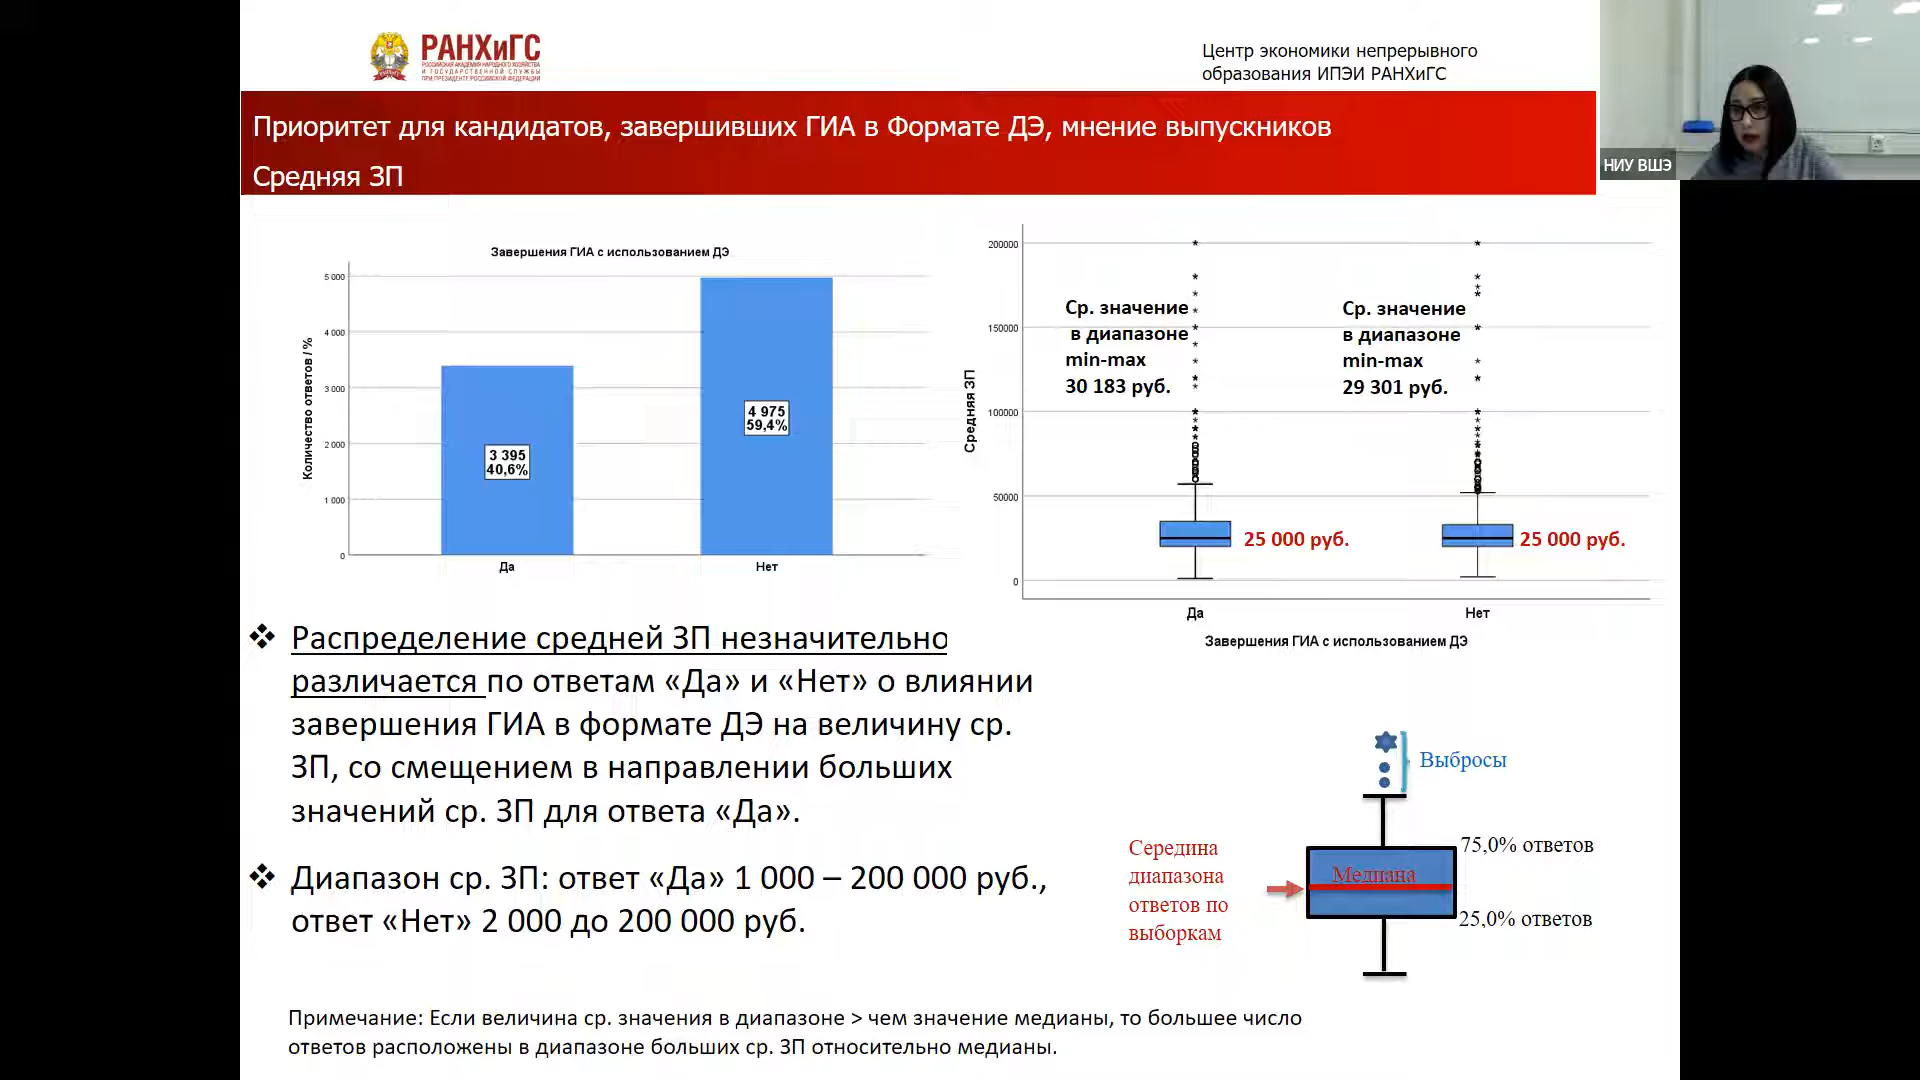 РАНХиГС
РОССИЙСКАЯ АКАДЕМИЯ НАРОДНОГО ХОЗЯЙСТВА
И ГОСУДАРСТВЕННОЙ СЛУЖБЫ
ПРИ ПРЕЗИДЕНТЕ РОССИЙСКОЙ ФЕДЕРАЦИИ
Центр экономики непрерывного
образования ИПЭИ РАНХиГС
НИУ ВШЭ
Приоритет для кандидатов, завершивших ГИА в Формате ДЭ, мнение выпускников
Средняя ЗП
Завершения ГИА с использованием ДЭ
Количество ответов / %
5 000
4 000
3 000
2 000
1 000
0
3 395
40,6%
4 975
59,4%
Да
Нет
Средняя ЗП
200000
150000
100000
50000
0
Ср. значение
в диапазоне
min-max
30 183 руб.
Ср. значение
в диапазоне
min-max
29 301 руб.
25 000 руб.
25 000 руб.
Да
Нет
Завершения ГИА с использованием ДЭ
❖ Распределение средней ЗП незначительно
различается по ответам «Да» и «Нет» о влиянии
завершения ГИА в формате ДЭ на величину ср.
ЗП, со смещением в направлении больших
значений ср. ЗП для ответа «Да».
❖ Диапазон ср. ЗП: ответ «Да» 1 000 – 200 000 руб.,
ответ «Нет» 2 000 до 200 000 руб.
Выбросы
Середина
диапазона
ответов по
выборкам
Медиана
75,0% ответов
25,0% ответов
Примечание: Если величина ср. значения в диапазоне > чем значение медианы, то большее число
ответов расположены в диапазоне больших ср. ЗП относительно медианы.